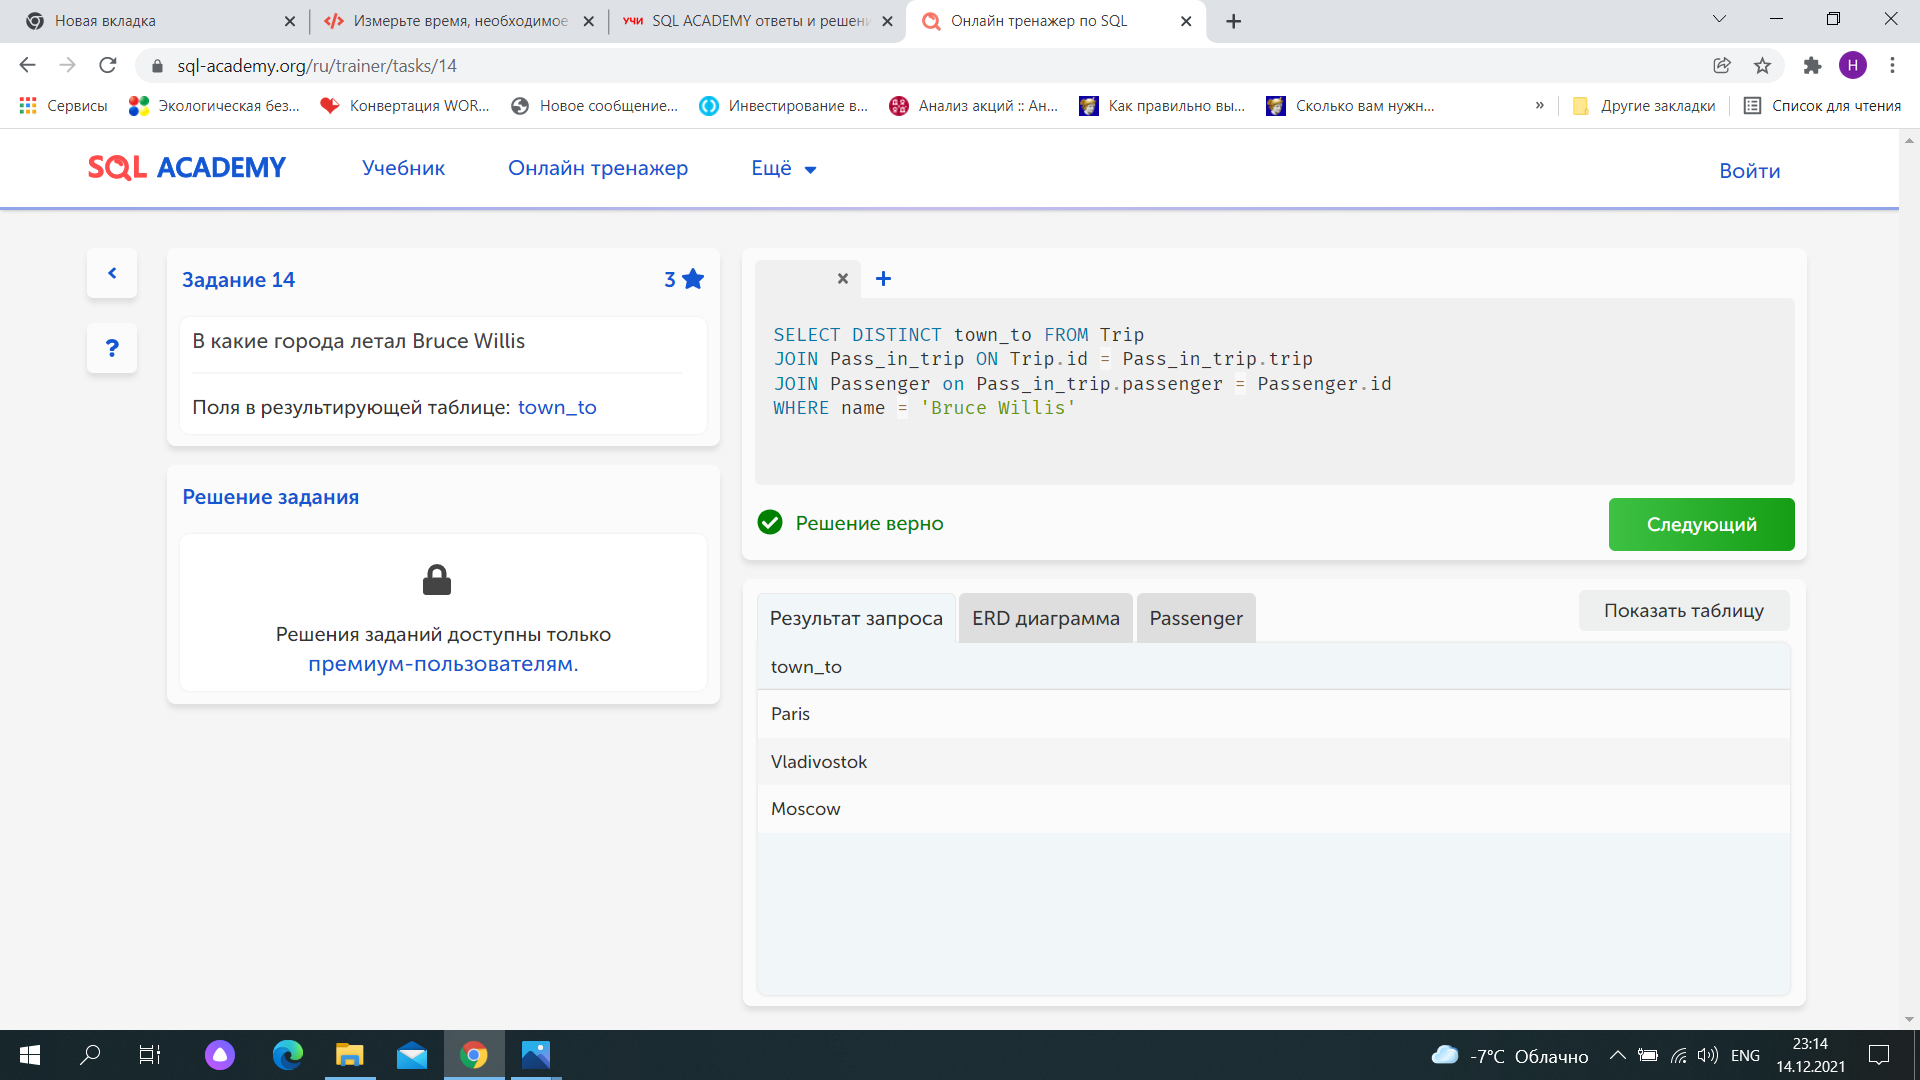 Новая вкладка
Измерьте время, необходимое
УЧИ SQL ACADEMY ответы и решени
Онлайн тренажер по SQL
sql-academy.org/ru/trainer/tasks/14
H
Сервисы
Экологическая без...
Конвертация WOR...
Новое сообщение...
Инвестирование в...
Анализ акций :: Ан...
Как правильно вы...
Сколько вам нужн...
»
Другие закладки
Список для чтения
SQL ACADEMY
Учебник
Онлайн тренажер
Ещё
Войти
Задание 14
3
В какие города летал Bruce Willis
Поля в результирующей таблице: town_to
Решение задания
Решения заданий доступны только
премиум-пользователям.
SELECT DISTINCT town_to FROM Trip
JOIN Pass_in_trip ON Trip.id = Pass_in_trip.trip
JOIN Passenger on Pass_in_trip.passenger = Passenger.id
WHERE name = 'Bruce Willis'
Решение верно
Следующий
Результат запроса
ERD диаграмма
Passenger
Показать таблицу
town_to
Paris
Vladivostok
Moscow
-7°C Облачно
ENG
23:14
14.12.2021